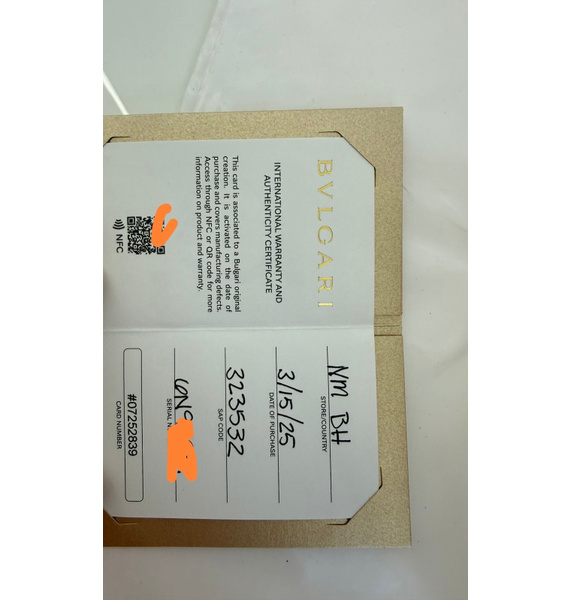 BVLGARI
INTERNATIONAL WARRANTY AND
AUTHENTICITY CERTIFICATE
This card is associated to a Bulgari original
creation. It is activated on the date of
purchase and covers manufacturing defects.
Access through NFC or QR code for more
information on product and warranty.
NFC
NM BH
STORE/COUNTRY
3/15/25
DATE OF PURCHASE
323532
SAP CODE
SERIAL
#07252839
CARD NUMBER